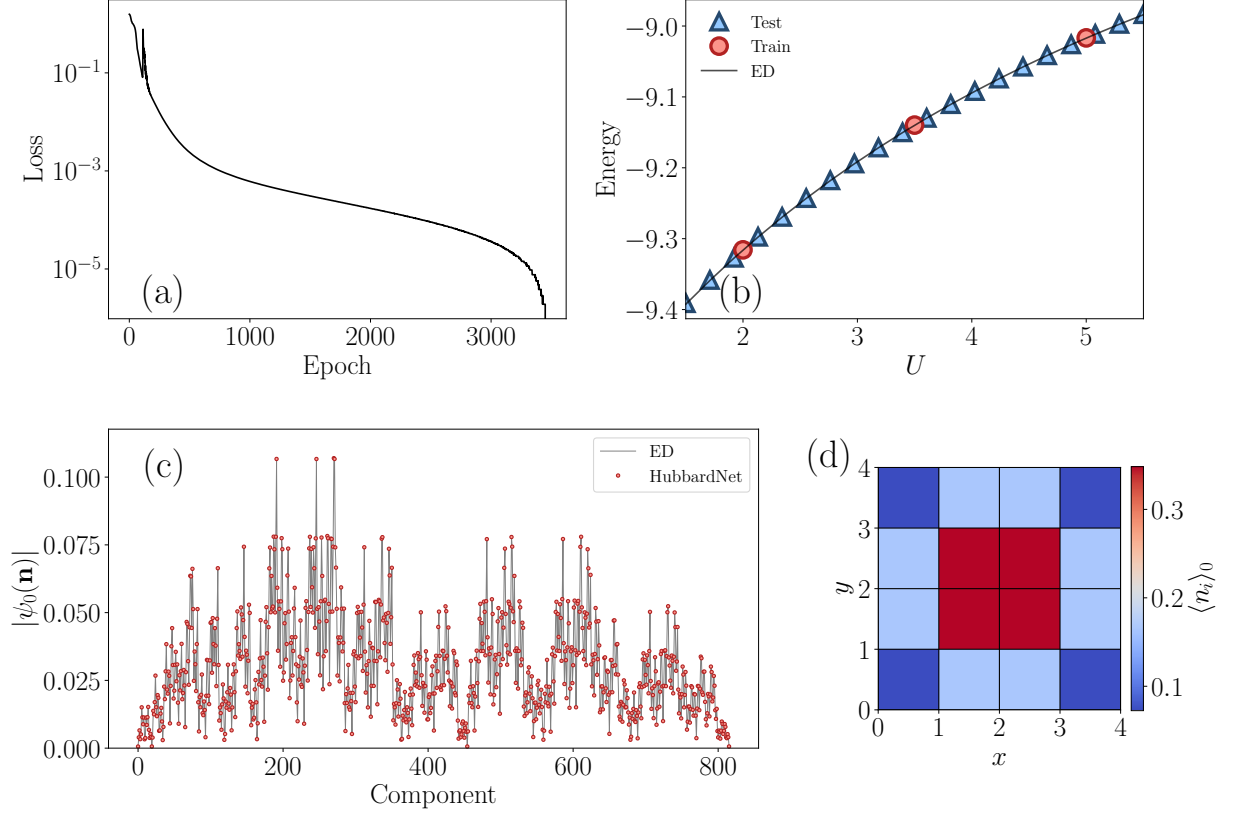 Loss
10⁻¹
10⁻³
10⁻⁵
(a)
0 1000 2000 3000
Epoch
Energy
−9.0
−9.1
−9.2
−9.3
−9.4
Test
Train
ED
(b)
2 3 4 5
U
|ψ₀(n)|
0.100
0.075
0.050
0.025
0.000
(c)
ED
HubbardNet
0 200 400 600 800
Component
(d)
y
4
3
2
1
0
0 1 2 3 4
x
0.3
0.2
0.1
⟨nᵢ⟩₀